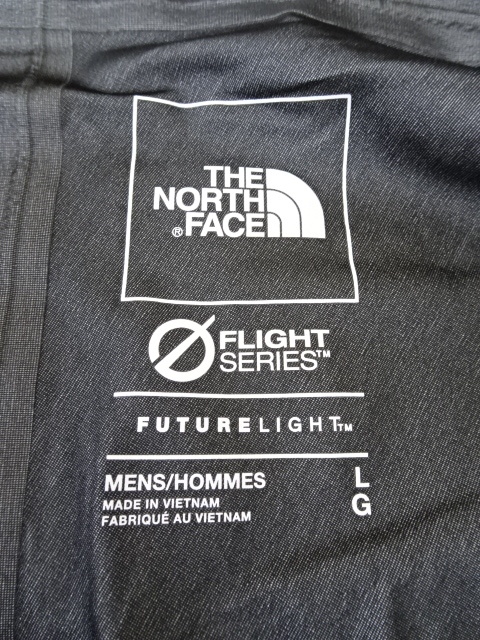 THE
NORTH
® FACE
FLIGHT
SERIES™
FUTURELIGHT™
MENS/HOMMES L
MADE IN VIETNAM G
FABRIQUÉ AU VIETNAM